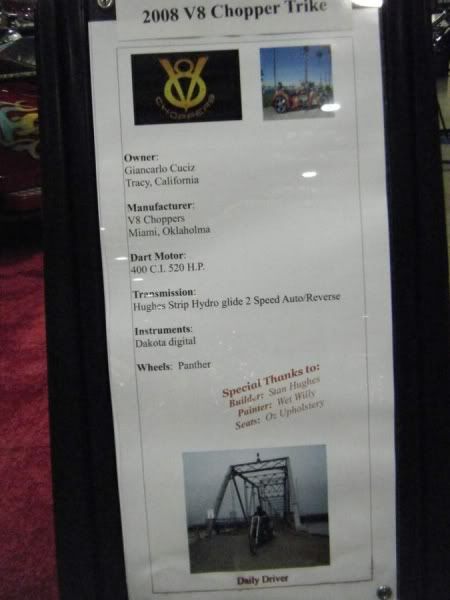 2008 V8 Chopper Trike
V8
CHOPPERS
Owner:
Giancarlo Cuciz
Tracy, California
Manufacturer:
V8 Choppers
Miami, Oklaholma
Dart Motor:
400 C.I. 520 H.P.
Transmission:
Hughes Strip Hydro glide 2 Speed Auto/Reverse
Instruments:
Dakota digital
Wheels: Panther
Special Thanks to:
Builder: Stan Hughes
Painter: Wet Willy
Seats: Oz Upholstery
Daily Driver